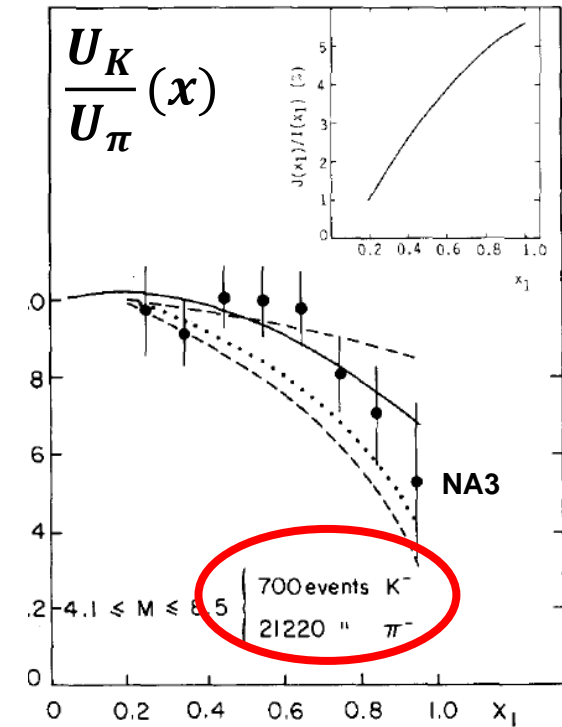 U_K/U_π (x)
J(x₁)/I(x₁) (%)
5
4
3
2
1
0
0.2 0.4 0.6 0.8 1.0
x₁
.0
.8
.6
.4
.2
.0
NA3
4.1 ≤ M ≤ 8.5
700 events K⁻
21220 " π⁻
0 0.2 0.4 0.6 0.8 1.0 x₁